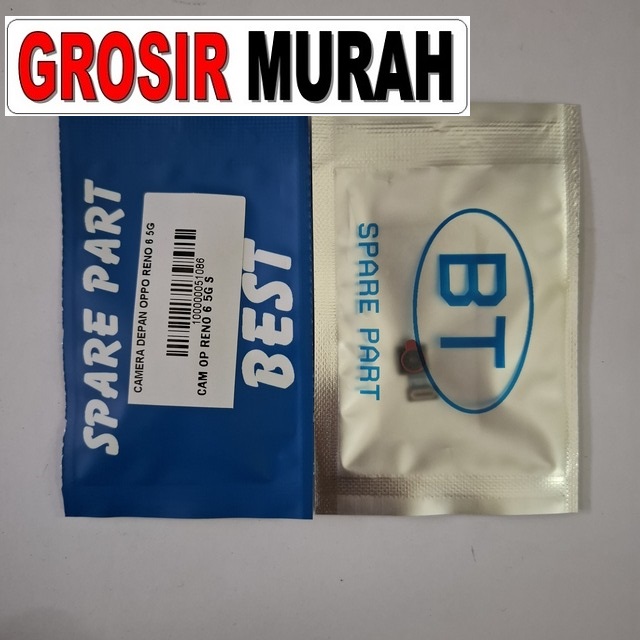 GROSIR MURAH
SPARE PART
CAMERA DEPAN OPPO RENO 6 5G
100000051086
CAM OP RENO 6 5G S
BEST
SPARE PART
BT